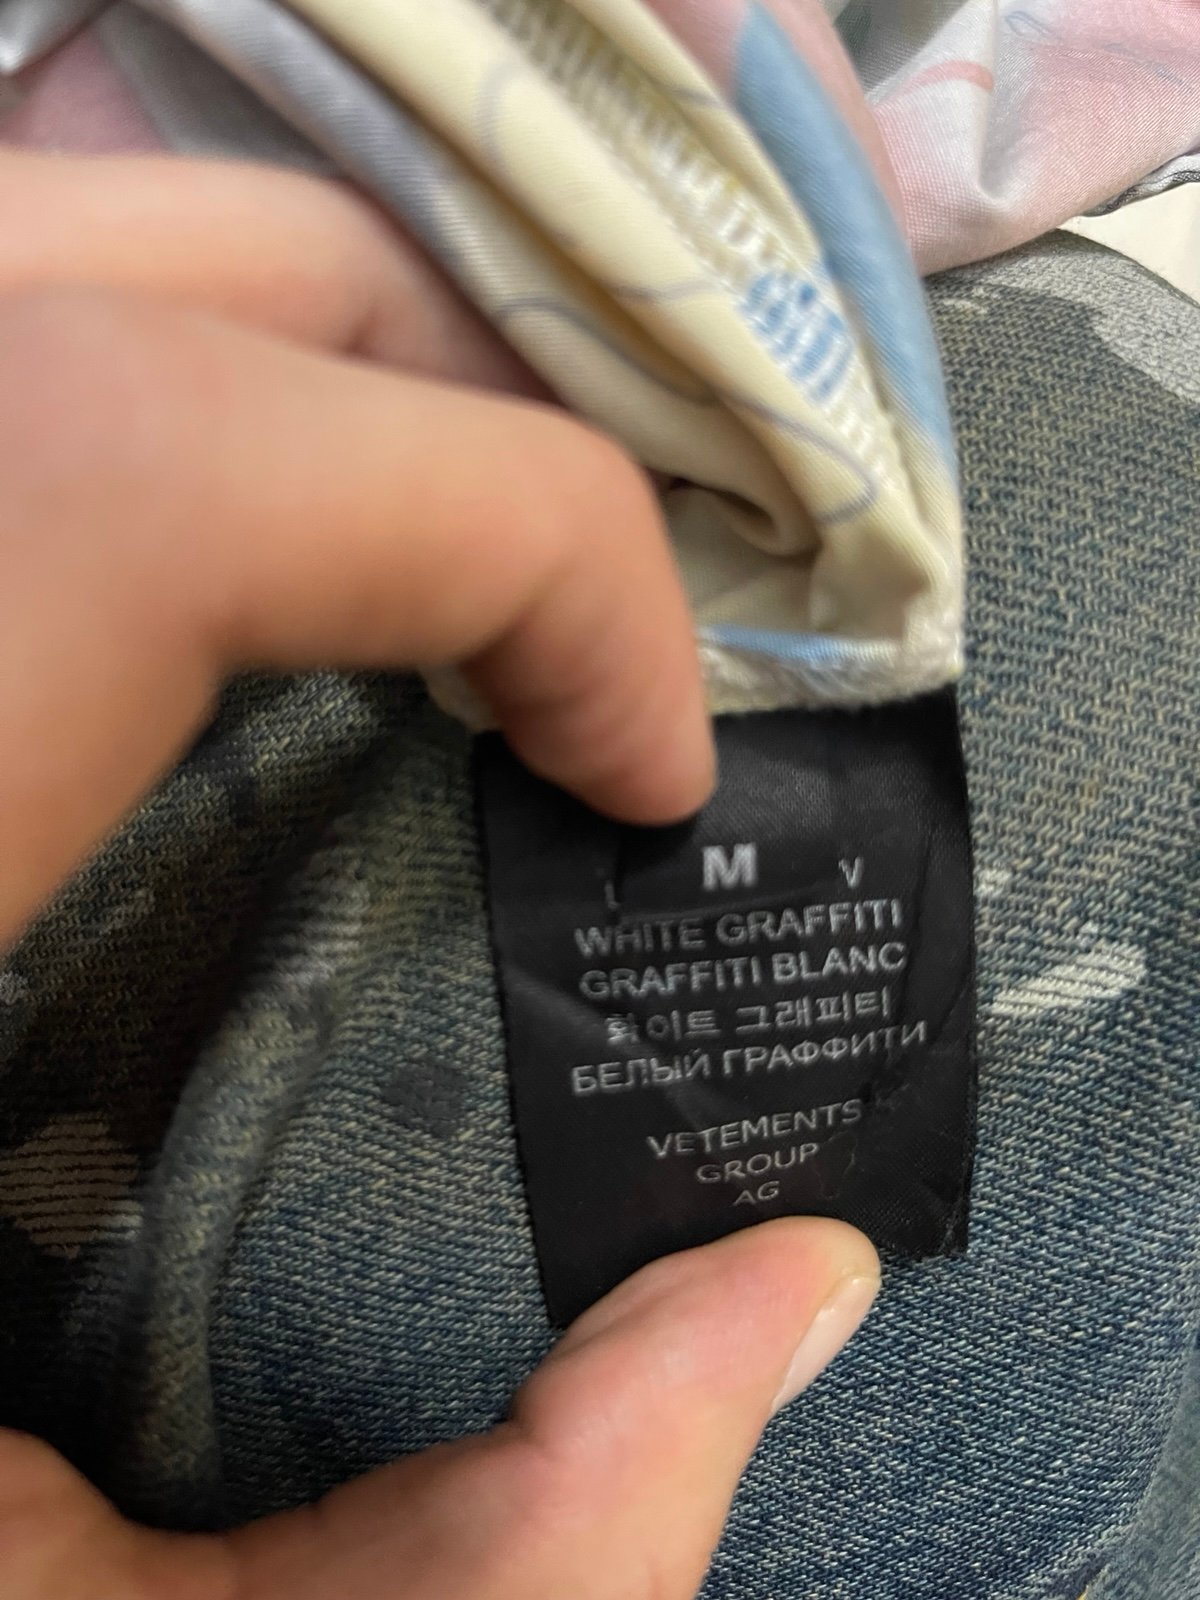 M V
WHITE GRAFFITI
GRAFFITI BLANC
화이트 그래피티
БЕЛЫЙ ГРАФФИТИ
VETEMENTS
GROUP
AG